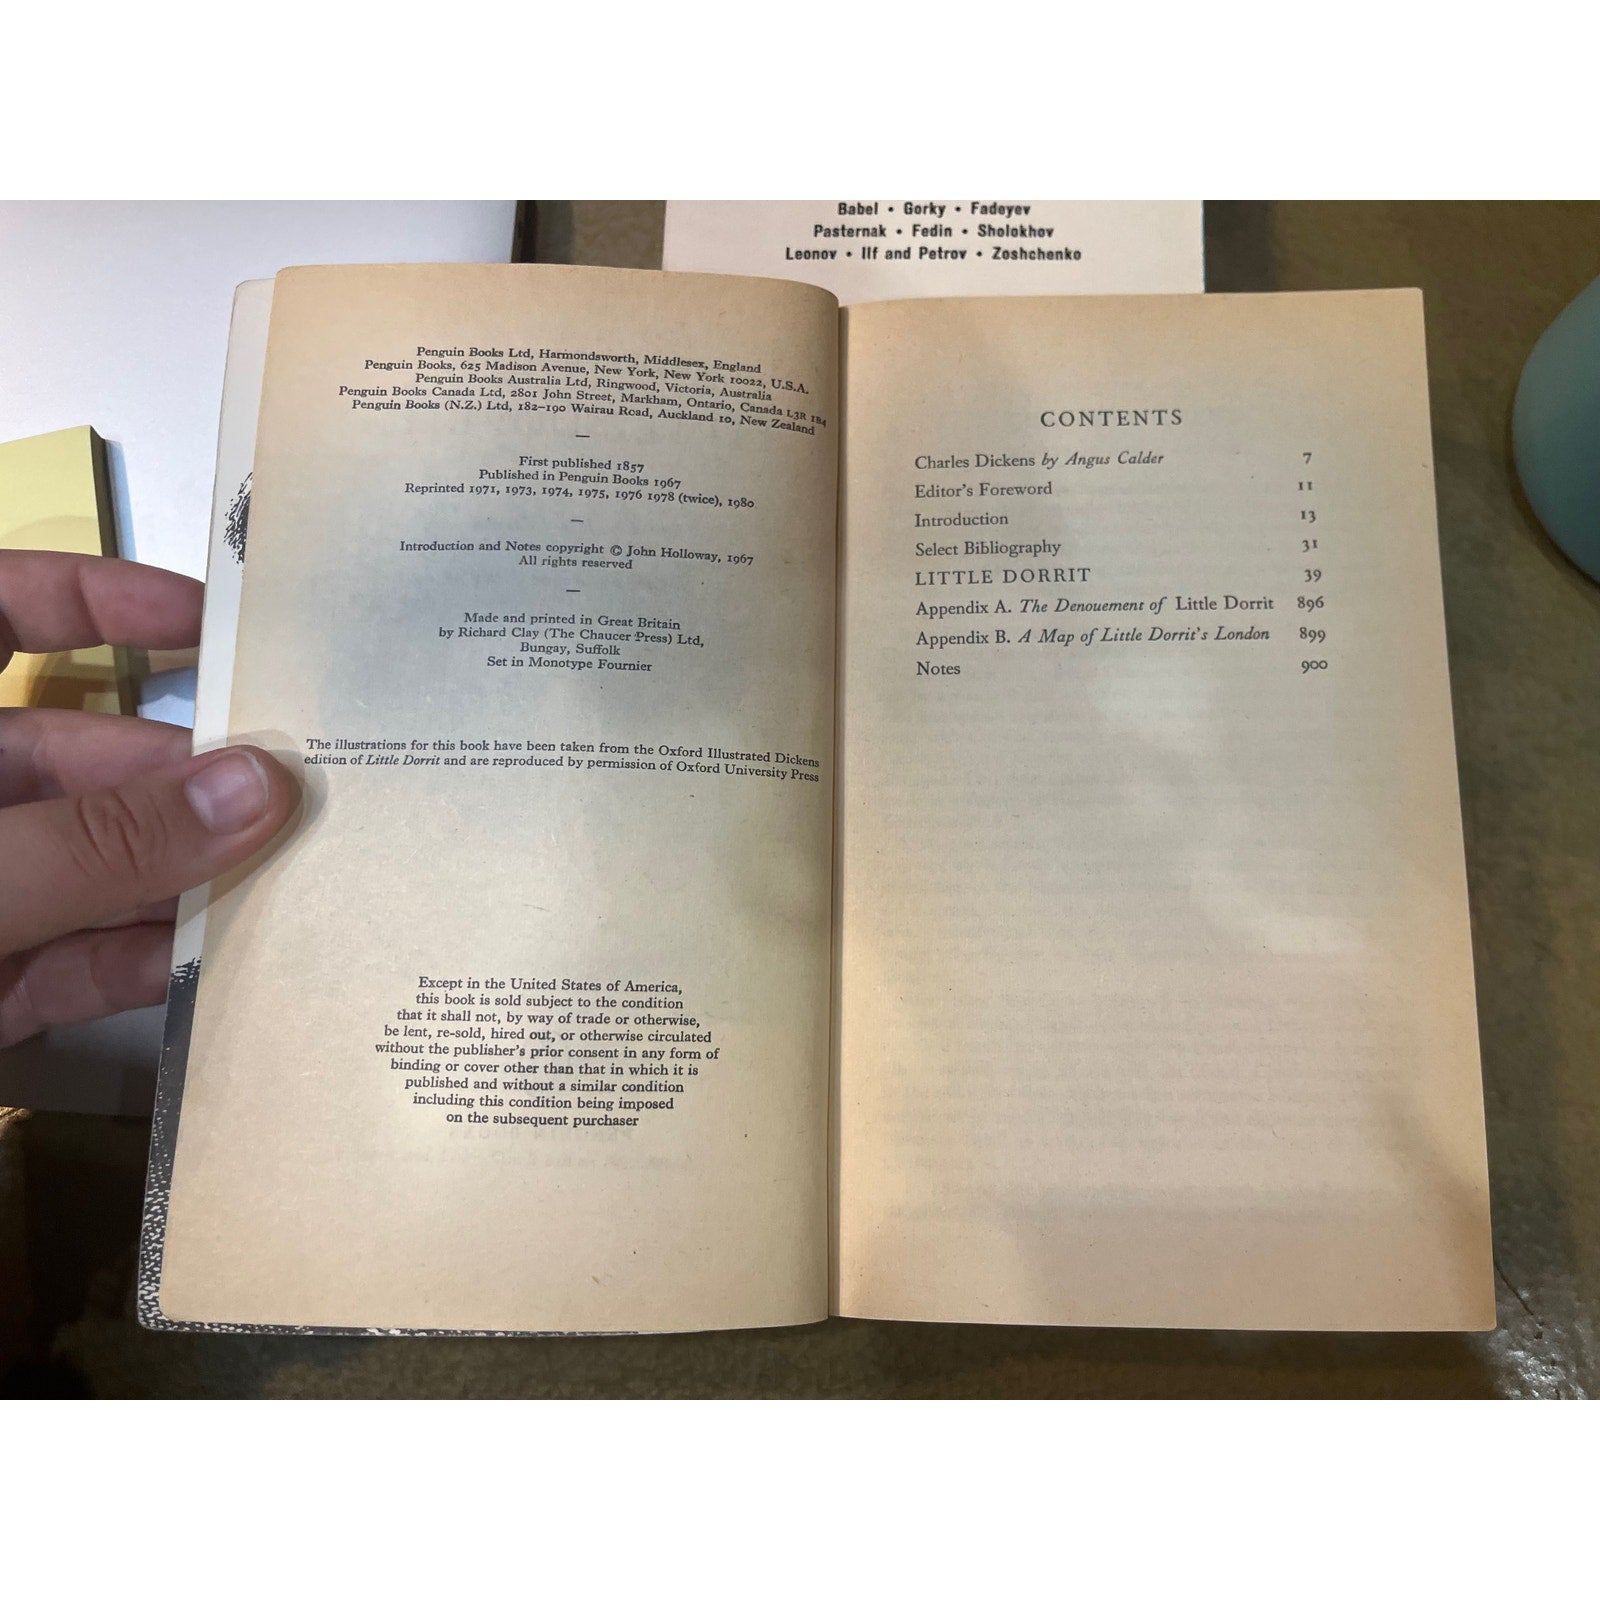 Babel • Gorky • Fadeyev
Pasternak • Fedin • Sholokhov
Leonov • Ilf and Petrov • Zoshchenko
Penguin Books Ltd, Harmondsworth, Middlesex, England
Penguin Books, 625 Madison Avenue, New York, New York 10022, U.S.A.
Penguin Books Australia Ltd, Ringwood, Victoria, Australia
Penguin Books Canada Ltd, 2801 John Street, Markham, Ontario, Canada L3R 1B4
Penguin Books (N.Z.) Ltd, 182–190 Wairau Road, Auckland 10, New Zealand
—
First published 1857
Published in Penguin Books 1967
Reprinted 1971, 1973, 1974, 1975, 1976 1978 (twice), 1980
—
Introduction and Notes copyright © John Holloway, 1967
All rights reserved
—
Made and printed in Great Britain
by Richard Clay (The Chaucer Press) Ltd,
Bungay, Suffolk
Set in Monotype Fournier
The illustrations for this book have been taken from the Oxford Illustrated Dickens
edition of Little Dorrit and are reproduced by permission of Oxford University Press
Except in the United States of America,
this book is sold subject to the condition
that it shall not, by way of trade or otherwise,
be lent, re-sold, hired out, or otherwise circulated
without the publisher's prior consent in any form of
binding or cover other than that in which it is
published and without a similar condition
including this condition being imposed
on the subsequent purchaser
CONTENTS
Charles Dickens by Angus Calder 7
Editor's Foreword 11
Introduction 13
Select Bibliography 31
LITTLE DORRIT 39
Appendix A. The Denouement of Little Dorrit 896
Appendix B. A Map of Little Dorrit's London 899
Notes 900